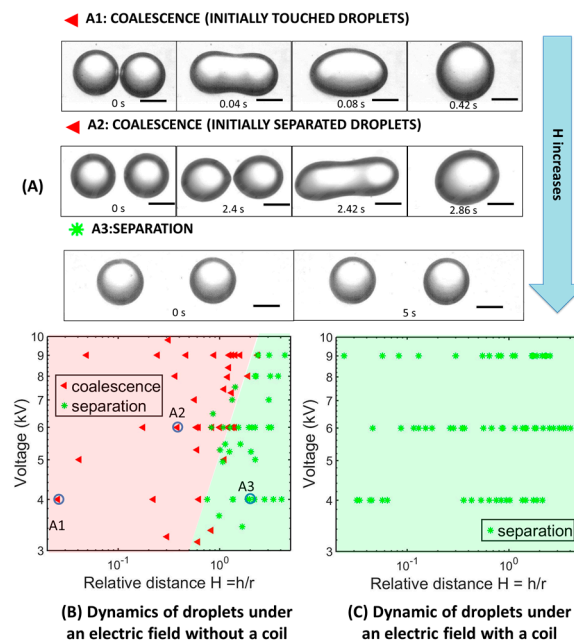 A1: COALESCENCE (INITIALLY TOUCHED DROPLETS)
0 s
0.04 s
0.08 s
0.42 s
A2: COALESCENCE (INITIALLY SEPARATED DROPLETS)
(A)
H increases
0 s
2.4 s
2.42 s
2.86 s
A3:SEPARATION
0 s
5 s
10
9
8
7
6
5
4
3
Voltage (kV)
coalescence
separation
A2
A1
A3
10-1
100
Relative distance H =h/r
10
9
8
7
6
5
4
3
Voltage (kV)
separation
10-1
100
Relative distance H = h/r
(B) Dynamics of droplets under
an electric field without a coil
(C) Dynamic of droplets under
an electric field with a coil